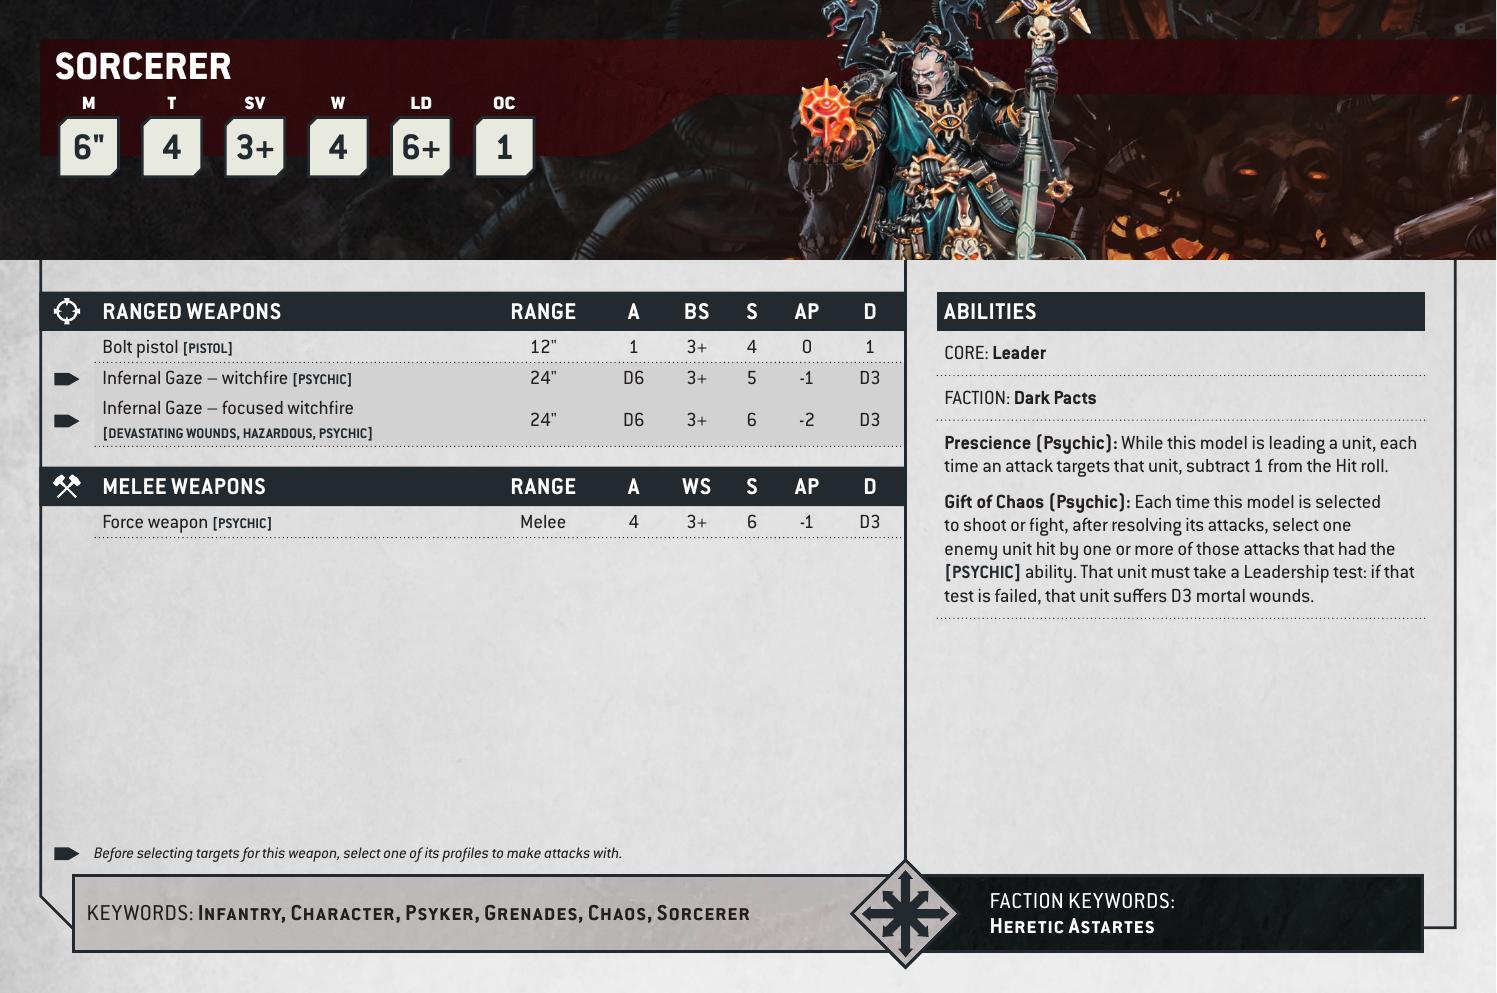 SORCERER
M T SV W LD OC
6" 4 3+ 4 6+ 1
RANGED WEAPONS RANGE A BS S AP D
Bolt pistol [PISTOL] 12" 1 3+ 4 0 1
Infernal Gaze – witchfire [PSYCHIC] 24" D6 3+ 5 -1 D3
Infernal Gaze – focused witchfire
[DEVASTATING WOUNDS, HAZARDOUS, PSYCHIC] 24" D6 3+ 6 -2 D3
MELEE WEAPONS RANGE A WS S AP D
Force weapon [PSYCHIC] Melee 4 3+ 6 -1 D3
Before selecting targets for this weapon, select one of its profiles to make attacks with.
KEYWORDS: INFANTRY, CHARACTER, PSYKER, GRENADES, CHAOS, SORCERER
ABILITIES
CORE: Leader
FACTION: Dark Pacts
Prescience (Psychic): While this model is leading a unit, each
time an attack targets that unit, subtract 1 from the Hit roll.
Gift of Chaos (Psychic): Each time this model is selected
to shoot or fight, after resolving its attacks, select one
enemy unit hit by one or more of those attacks that had the
[PSYCHIC] ability. That unit must take a Leadership test: if that
test is failed, that unit suffers D3 mortal wounds.
FACTION KEYWORDS:
HERETIC ASTARTES